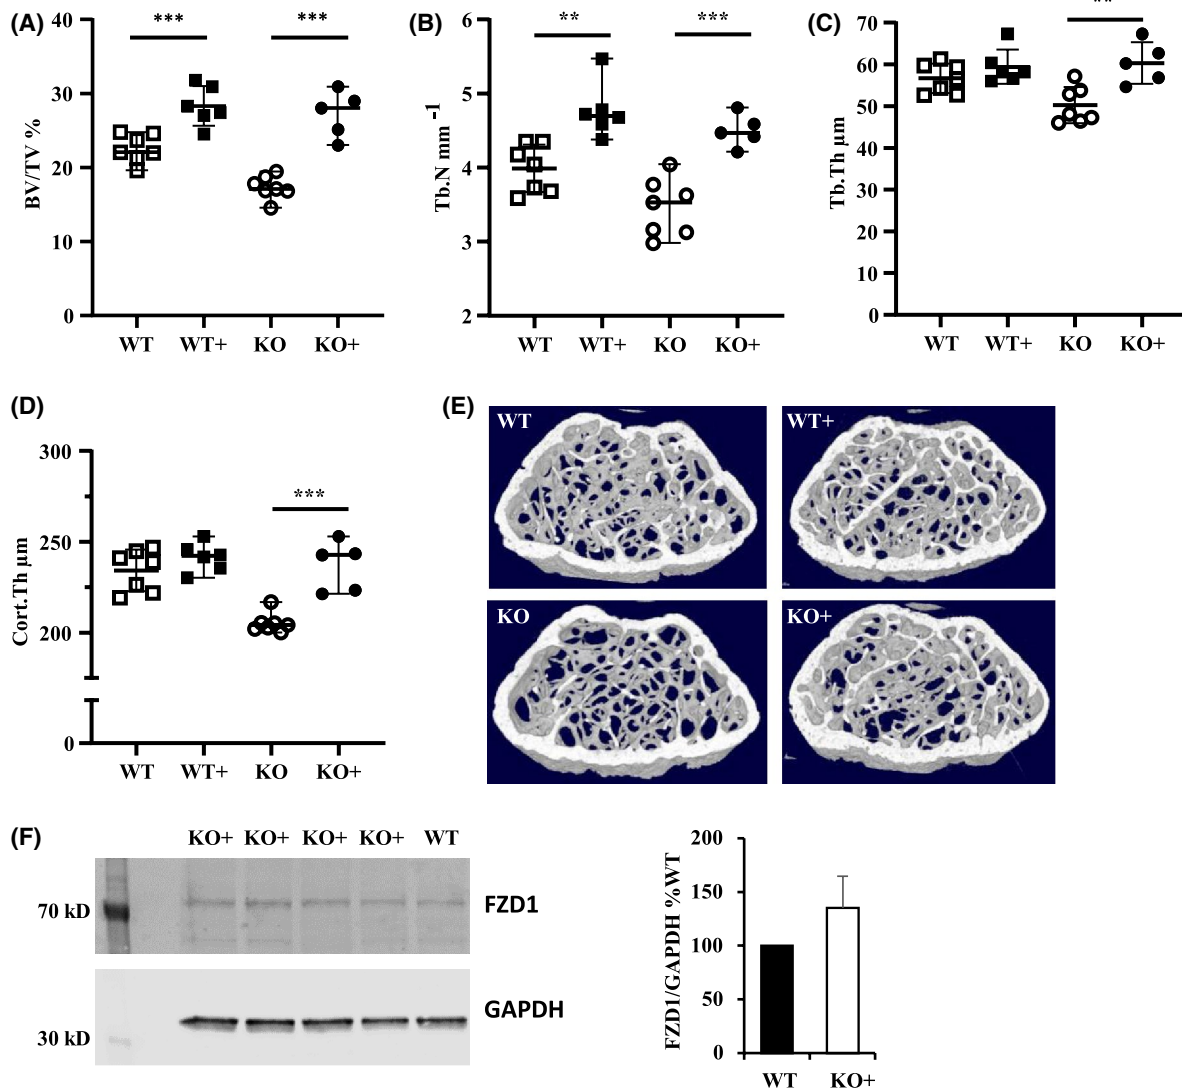 (A)
40
30
20
10
0
BV/TV %
***
***
WT WT+ KO KO+
(B)
6
5
4
3
2
Tb.N mm -1
**
***
WT WT+ KO KO+
(C)
70
60
50
40
30
20
10
0
Tb.Th µm
**
WT WT+ KO KO+
(D)
300
250
200
0
Cort.Th µm
***
WT WT+ KO KO+
(E)
WT
WT+
KO
KO+
(F)
KO+ KO+ KO+ KO+ WT
70 kD
FZD1
30 kD
GAPDH
200
150
100
50
0
FZD1/GAPDH %WT
WT KO+